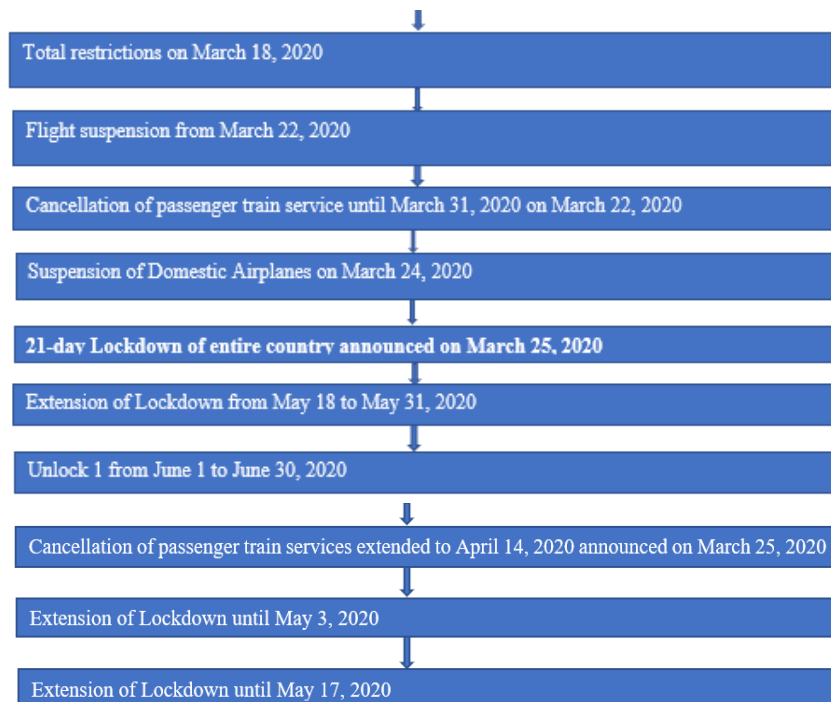 Total restrictions on March 18, 2020
Flight suspension from March 22, 2020
Cancellation of passenger train service until March 31, 2020 on March 22, 2020
Suspension of Domestic Airplanes on March 24, 2020
21-day Lockdown of entire country announced on March 25, 2020
Extension of Lockdown from May 18 to May 31, 2020
Unlock 1 from June 1 to June 30, 2020
Cancellation of passenger train services extended to April 14, 2020 announced on March 25, 2020
Extension of Lockdown until May 3, 2020
Extension of Lockdown until May 17, 2020